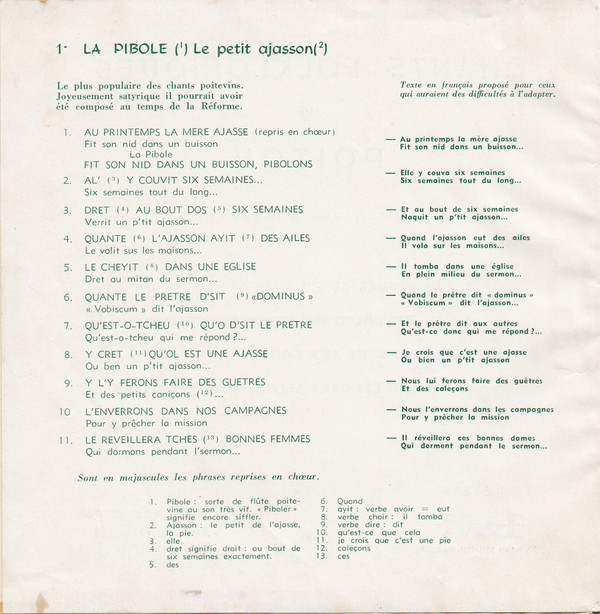 1- LA PIBOLE (1) Le petit ajasson(2)
Le plus populaire des chants poitevins.
Joyeusement satyrique il pourrait avoir
été composé au temps de la Réforme.
Texte en français proposé pour ceux
qui auraient des difficultés à l'adapter.
1. AU PRINTEMPS LA MERE AJASSE (repris en chœur)
Fit son nid dans un buisson
La Pibole
FIT SON NID DANS UN BUISSON, PIBOLONS
— Au printemps la mère ajasse
Fit son nid dans un buisson...
2. AL' (3) Y COUVIT SIX SEMAINES...
Six semaines tout du long...
— Elle y couva six semaines
Six semaines tout du long...
3. DRET (4) AU BOUT DOS (5) SIX SEMAINES
Verrit un p'tit ajasson...
— Et au bout de six semaines
Naquit un p'tit ajasson...
4. QUANTE (6) L'AJASSON AYIT (7) DES AILES
Le volit sus les maisons...
— Quand l'ajasson eut des ailes
Il vola sur les maisons...
5. LE CHEYIT (8) DANS UNE EGLISE
Dret au mitan du sermon...
— Il tomba dans une église
En plein milieu du sermon...
6. QUANTE LE PRETRE D'SIT (9) «DOMINUS»
« Vobiscum » dit l'ajasson
— Quand le prêtre dit « dominus »
« Vobiscum » dit l'ajasson...
7. QU'EST-O-TCHEU (10) QU'O D'SIT LE PRETRE
Qu'est-o-tcheu qui me répond ?...
— Et le prêtre dit aux autres
Qu'est-ce donc qui me répond ?...
8. Y CRET (11) QU'OL EST UNE AJASSE
Ou ben un p'tit ajasson...
— Je crois que c'est une ajasse
Ou bien un p'tit ajasson
9. Y L'Y FERONS FAIRE DES GUETRES
Et des petits caniçons (12)...
— Nous lui ferons faire des guêtres
Et des caleçons
10 L'ENVERRONS DANS NOS CAMPAGNES
Pour y prêcher la mission
— Nous l'enverrons dans les campagnes
Pour y prêcher la mission
11. LE REVEILLERA TCHES (13) BONNES FEMMES
Qui dormons pendant l'sermon...
— Il réveillera ces bonnes dames
Qui dorment pendant le sermon...
Sont en majuscules les phrases reprises en chœur.
1. Pibole : sorte de flûte poite-
vine au son très vif. « Piboler »
signifie encore siffler.
2. Ajasson : le petit de l'ajasse,
la pie.
3. elle
4. dret signifie droit : au bout de
six semaines exactement.
5. des
6. Quand
7. ayit : verbe avoir = eut
8. verbe choir : il tomba
9. verbe dire : dit
10. qu'est-ce que cela
11. je crois que c'est une pie
12. caleçons
13. ces